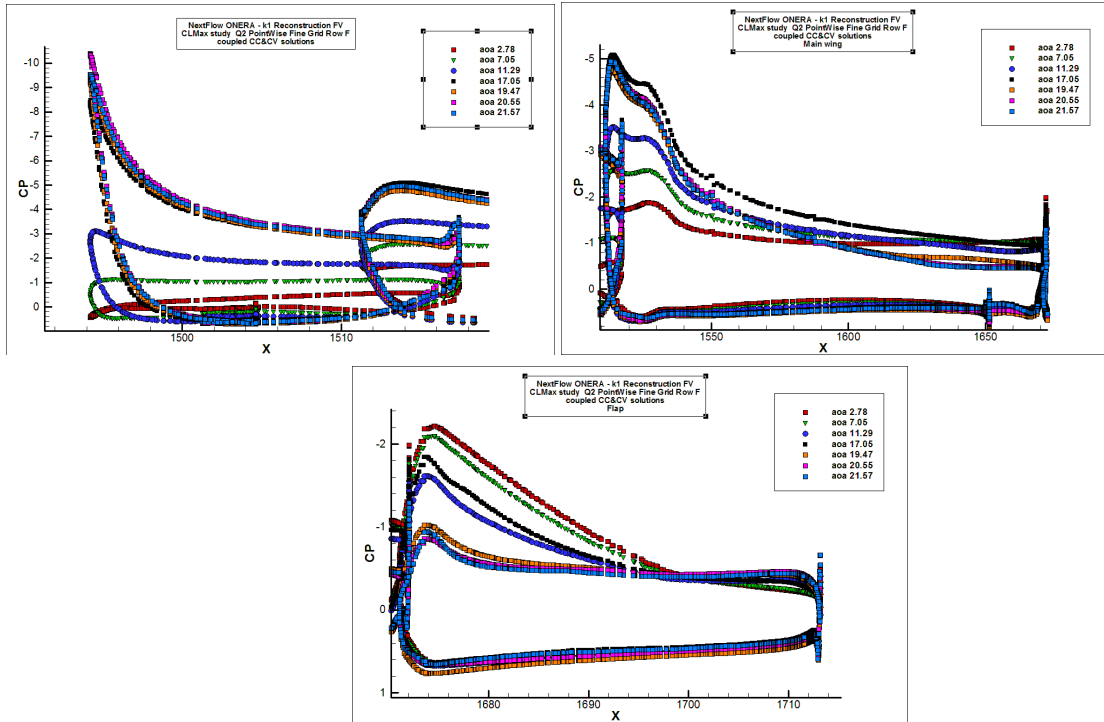 NextFlow ONERA - k1 Reconstruction FV
CLMax study Q2 PointWise Fine Grid Row F
coupled CC&CV solutions
aoa 2.78
aoa 7.05
aoa 11.29
aoa 17.05
aoa 19.47
aoa 20.55
aoa 21.57
-10
-9
-8
-7
-6
-5
-4
-3
-2
-1
0
CP
1500
1510
X
NextFlow ONERA - k1 Reconstruction FV
CLMax study Q2 PointWise Fine Grid Row F
coupled CC&CV solutions
Main wing
aoa 2.78
aoa 7.05
aoa 11.29
aoa 17.05
aoa 19.47
aoa 20.55
aoa 21.57
-5
-4
-3
-2
-1
0
CP
1550
1600
1650
X
NextFlow ONERA - k1 Reconstruction FV
CLMax study Q2 PointWise Fine Grid Row F
coupled CC&CV solutions
Flap
aoa 2.78
aoa 7.05
aoa 11.29
aoa 17.05
aoa 19.47
aoa 20.55
aoa 21.57
-2
-1
0
1
CP
1680
1690
1700
1710
X